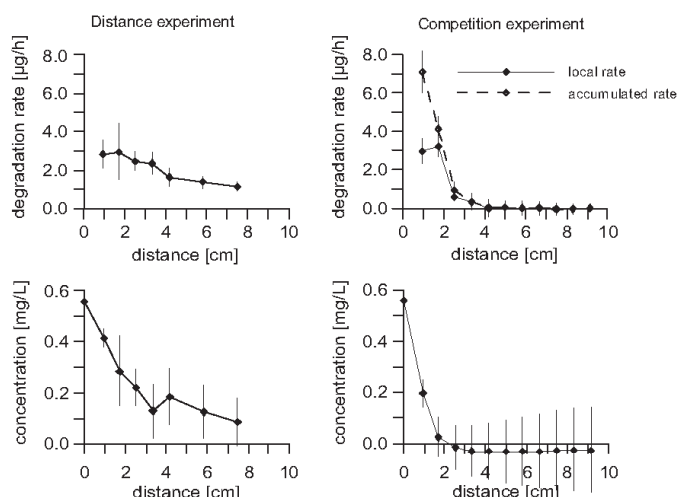 Distance experiment
Competition experiment
degradation rate [µg/h]
8.0
6.0
4.0
2.0
0.0
0 2 4 6 8 10
distance [cm]
degradation rate [µg/h]
8.0
6.0
4.0
2.0
0.0
local rate
accumulated rate
0 2 4 6 8 10
distance [cm]
concentration [mg/L]
0.6
0.4
0.2
0.0
0 2 4 6 8 10
distance [cm]
concentration [mg/L]
0.6
0.4
0.2
0.0
0 2 4 6 8 10
distance [cm]